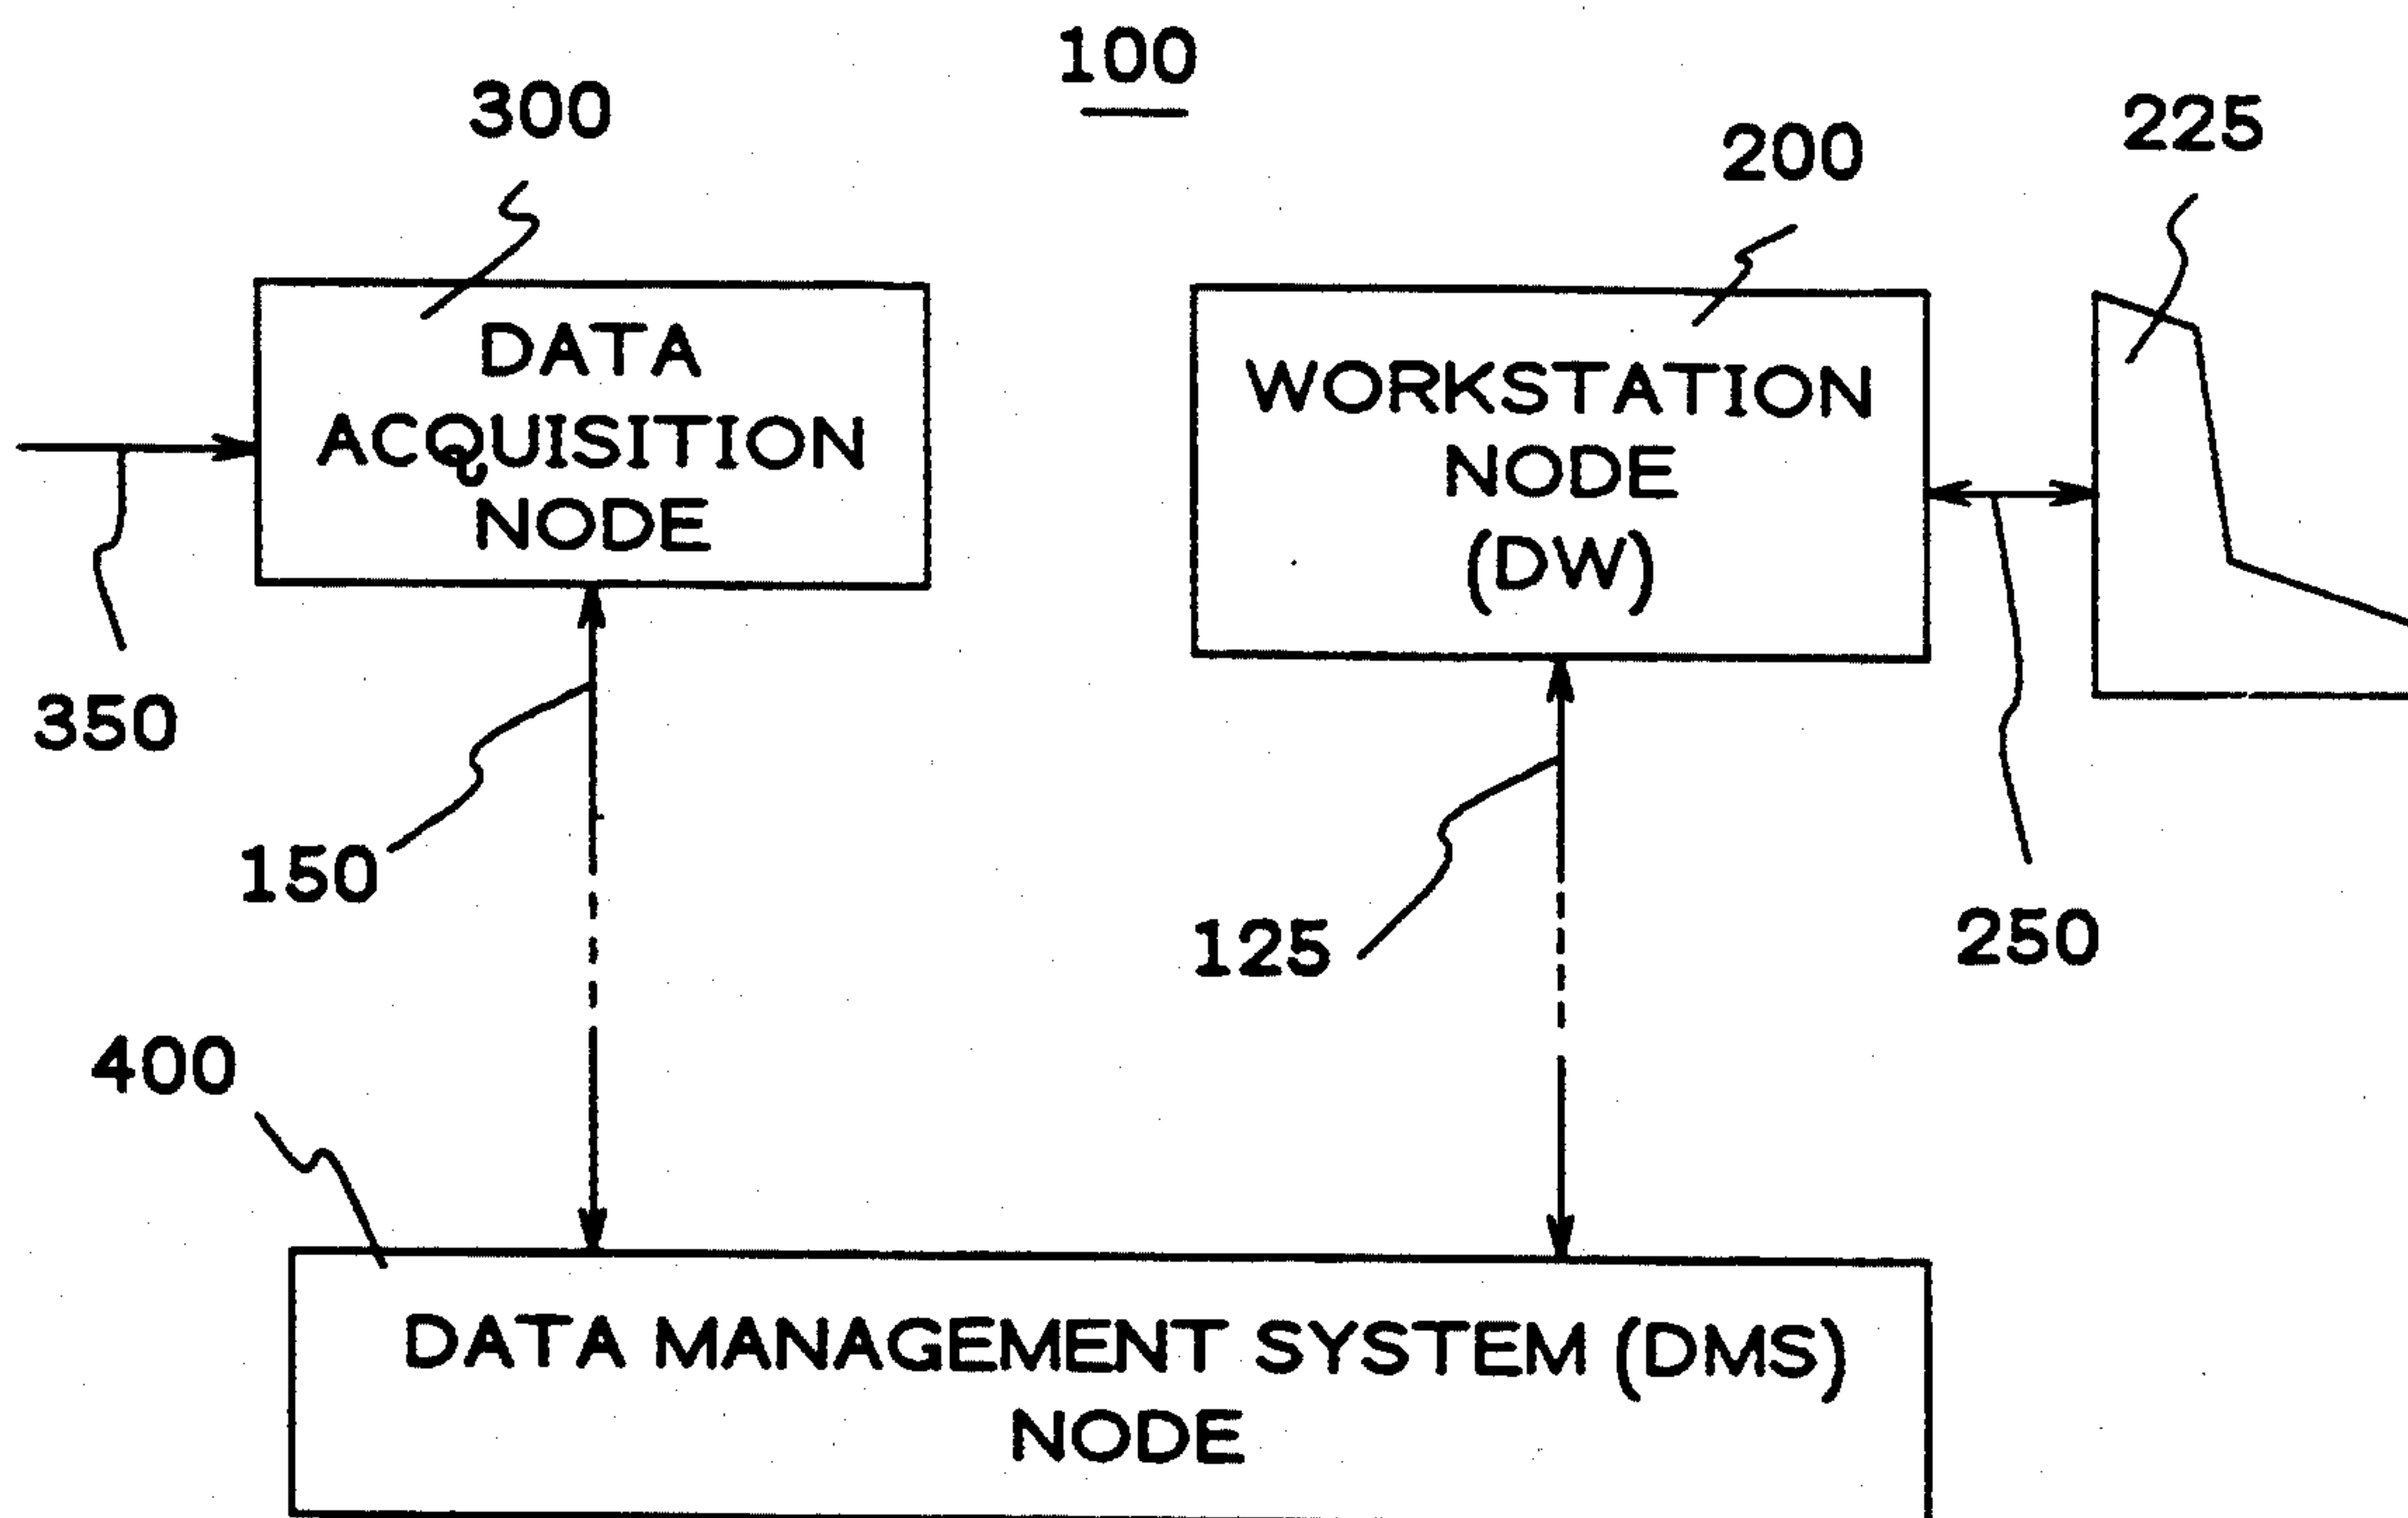 100
300
200
225
DATA
ACQUISITION
NODE
WORKSTATION
NODE
(DW)
350
150
125
250
400
DATA MANAGEMENT SYSTEM (DMS)
NODE